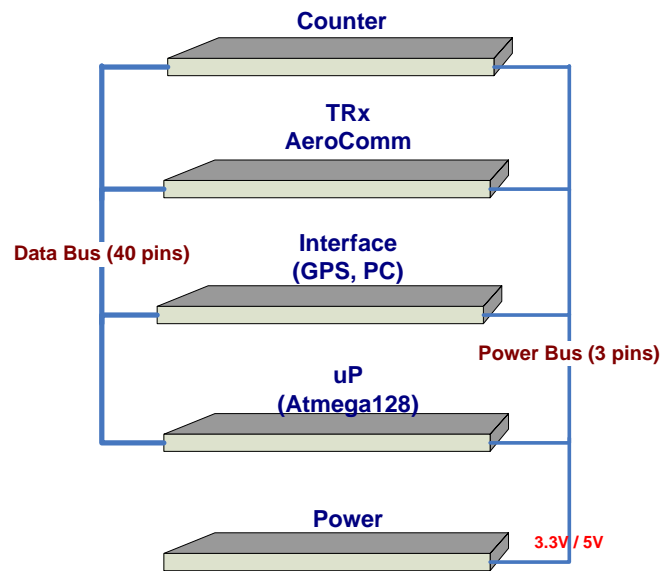 Counter
TRx
AeroComm
Data Bus (40 pins)
Interface
(GPS, PC)
Power Bus (3 pins)
uP
(Atmega128)
Power
3.3V / 5V